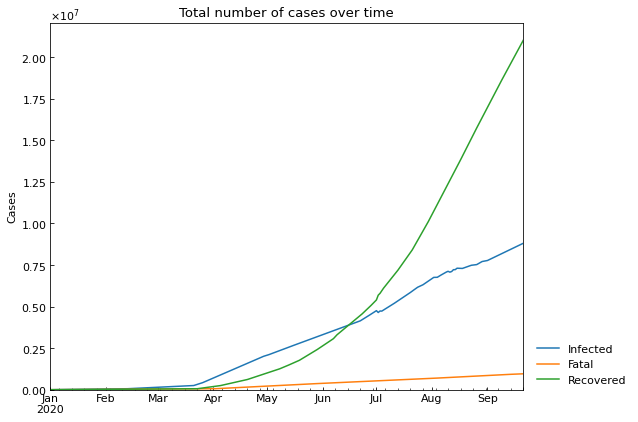 Total number of cases over time
×10⁷
2.00
1.75
1.50
1.25
1.00
0.75
0.50
0.25
0.00
Cases
Jan Feb Mar Apr May Jun Jul Aug Sep
2020
Infected
Fatal
Recovered